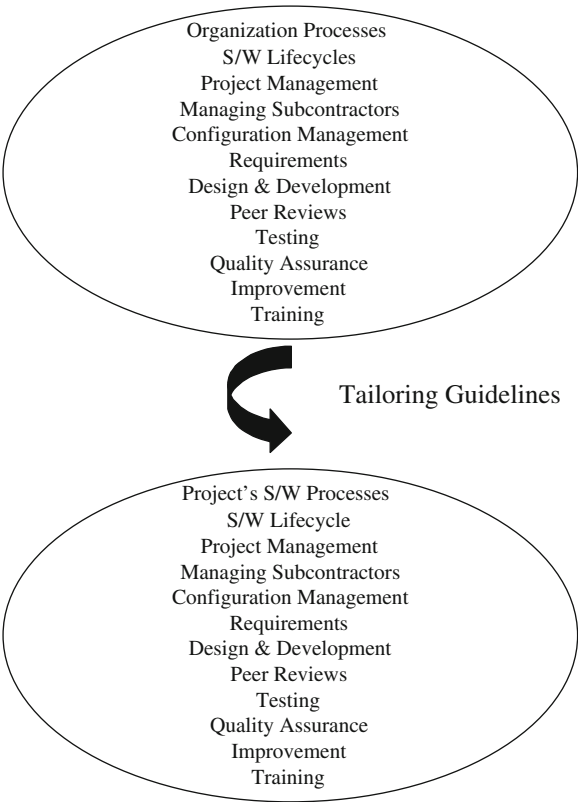 Organization Processes
S/W Lifecycles
Project Management
Managing Subcontractors
Configuration Management
Requirements
Design & Development
Peer Reviews
Testing
Quality Assurance
Improvement
Training
Tailoring Guidelines
Project's S/W Processes
S/W Lifecycle
Project Management
Managing Subcontractors
Configuration Management
Requirements
Design & Development
Peer Reviews
Testing
Quality Assurance
Improvement
Training